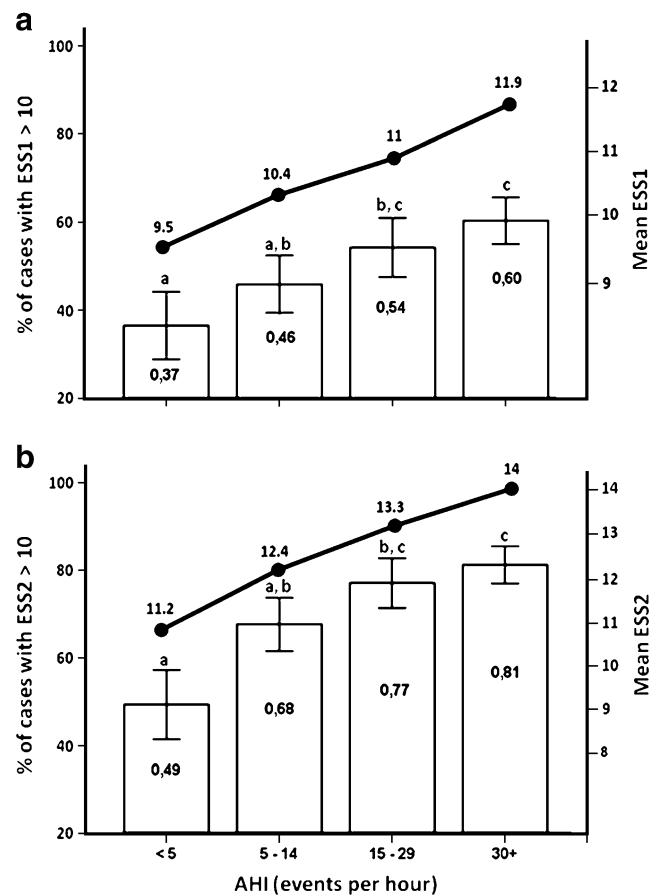 a
% of cases with ESS1 > 10
100
80
60
40
20
9.5
10.4
11
11.9
a
a, b
b, c
c
0,37
0,46
0,54
0,60
12
11
10
9
Mean ESS1
b
% of cases with ESS2 > 10
100
80
60
40
20
11.2
12.4
13.3
14
a
a, b
b, c
c
0,49
0,68
0,77
0,81
14
13
12
11
10
9
8
Mean ESS2
< 5
5 - 14
15 - 29
30+
AHI (events per hour)